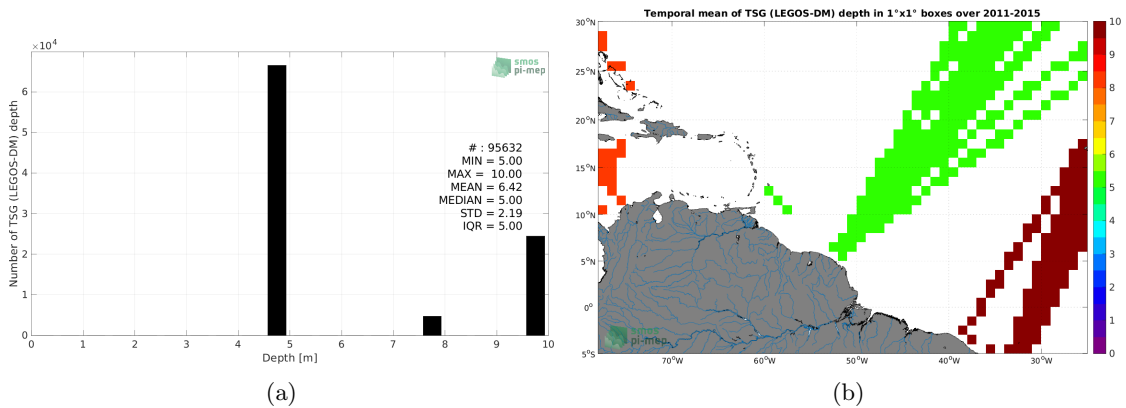 ×10⁴
Number of TSG (LEGOS-DM) depth
6
5
4
3
2
1
0
0 1 2 3 4 5 6 7 8 9 10
Depth [m]
smos
pi-mep
# : 95632
MIN = 5.00
MAX = 10.00
MEAN = 6.42
MEDIAN = 5.00
STD = 2.19
IQR = 5.00
(a)
Temporal mean of TSG (LEGOS-DM) depth in 1°x1° boxes over 2011-2015
30°N
25°N
20°N
15°N
10°N
5°N
0°
5°S
70°W 60°W 50°W 40°W 30°W
smos
pi-mep
10
9
8
7
6
5
4
3
2
1
0
(b)